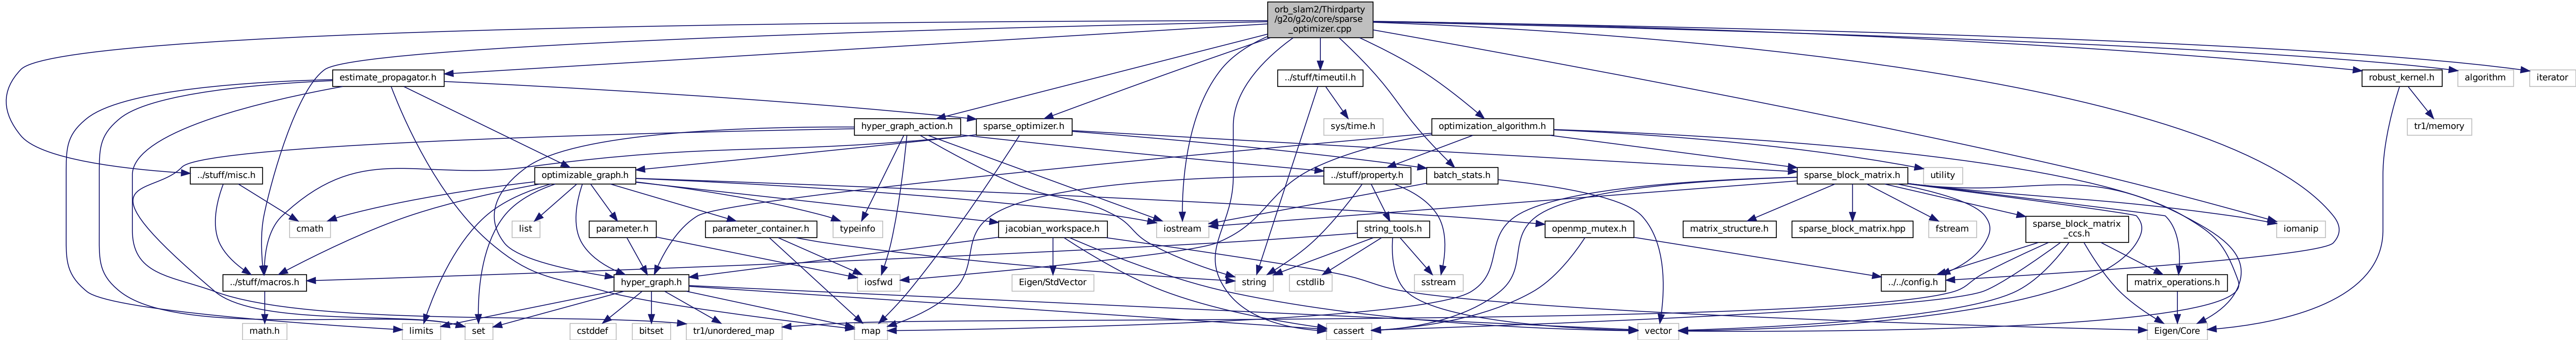 orb_slam2/Thirdparty
/g2o/g2o/core/sparse
_optimizer.cpp
estimate_propagator.h
../stuff/timeutil.h
robust_kernel.h
algorithm
iterator
hyper_graph_action.h
sparse_optimizer.h
sys/time.h
optimization_algorithm.h
tr1/memory
../stuff/misc.h
optimizable_graph.h
../stuff/property.h
batch_stats.h
sparse_block_matrix.h
utility
cmath
list
parameter.h
parameter_container.h
typeinfo
jacobian_workspace.h
iostream
string_tools.h
openmp_mutex.h
matrix_structure.h
sparse_block_matrix.hpp
fstream
sparse_block_matrix
_ccs.h
iomanip
../stuff/macros.h
hyper_graph.h
iosfwd
Eigen/StdVector
string
cstdlib
sstream
../../config.h
matrix_operations.h
math.h
limits
set
cstddef
bitset
tr1/unordered_map
map
cassert
vector
Eigen/Core